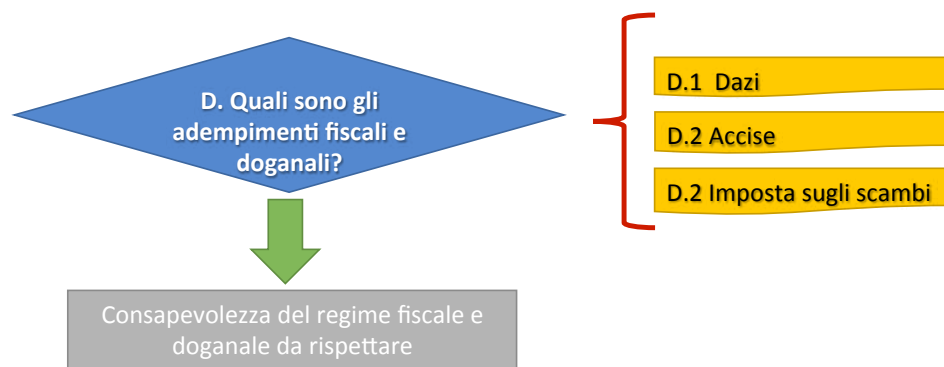 D. Quali sono gli
adempimenti fiscali e
doganali?
D.1 Dazi
D.2 Accise
D.2 Imposta sugli scambi
Consapevolezza del regime fiscale e
doganale da rispettare